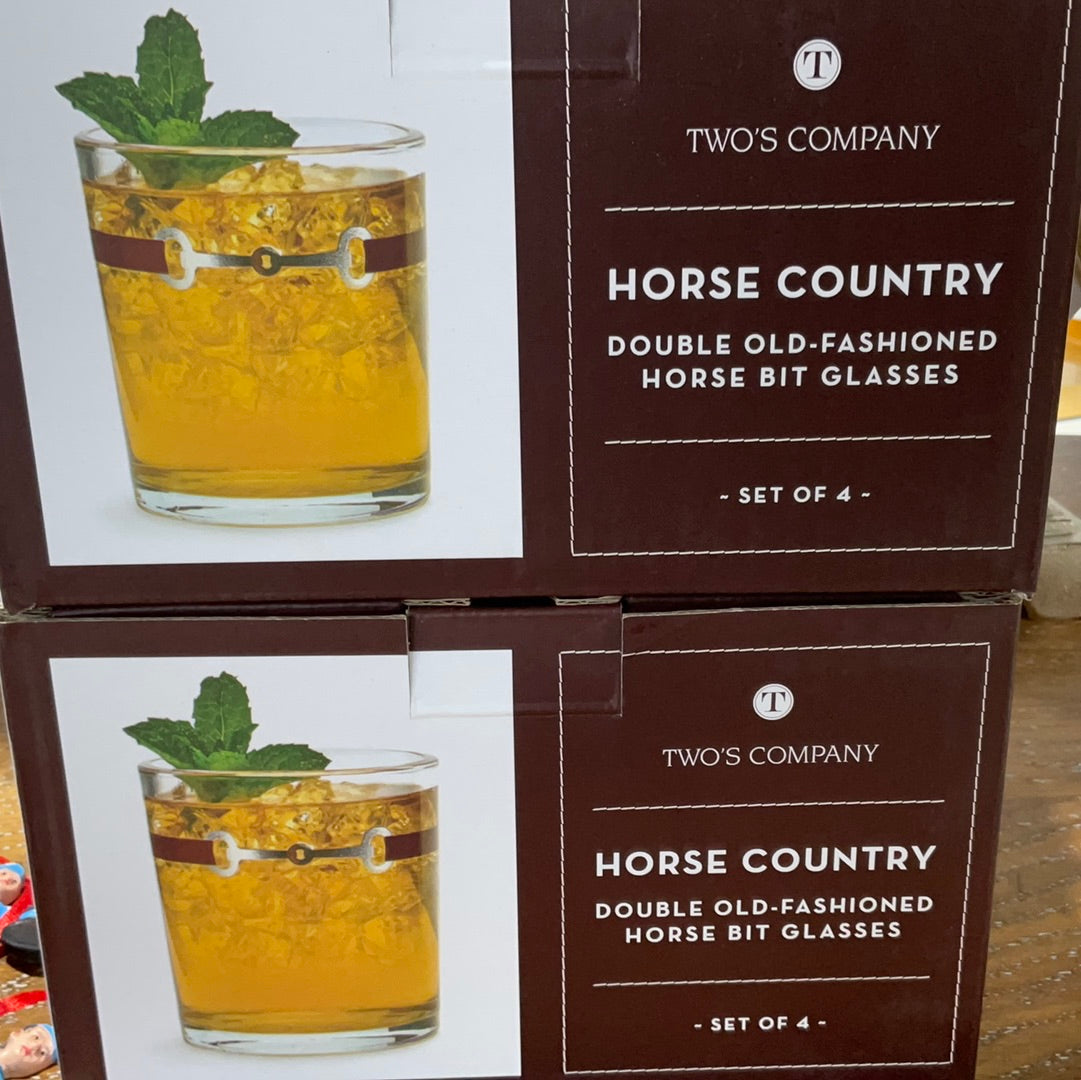 T
TWO'S COMPANY
HORSE COUNTRY
DOUBLE OLD-FASHIONED
HORSE BIT GLASSES
~ SET OF 4 ~
T
TWO'S COMPANY
HORSE COUNTRY
DOUBLE OLD-FASHIONED
HORSE BIT GLASSES
~ SET OF 4 ~